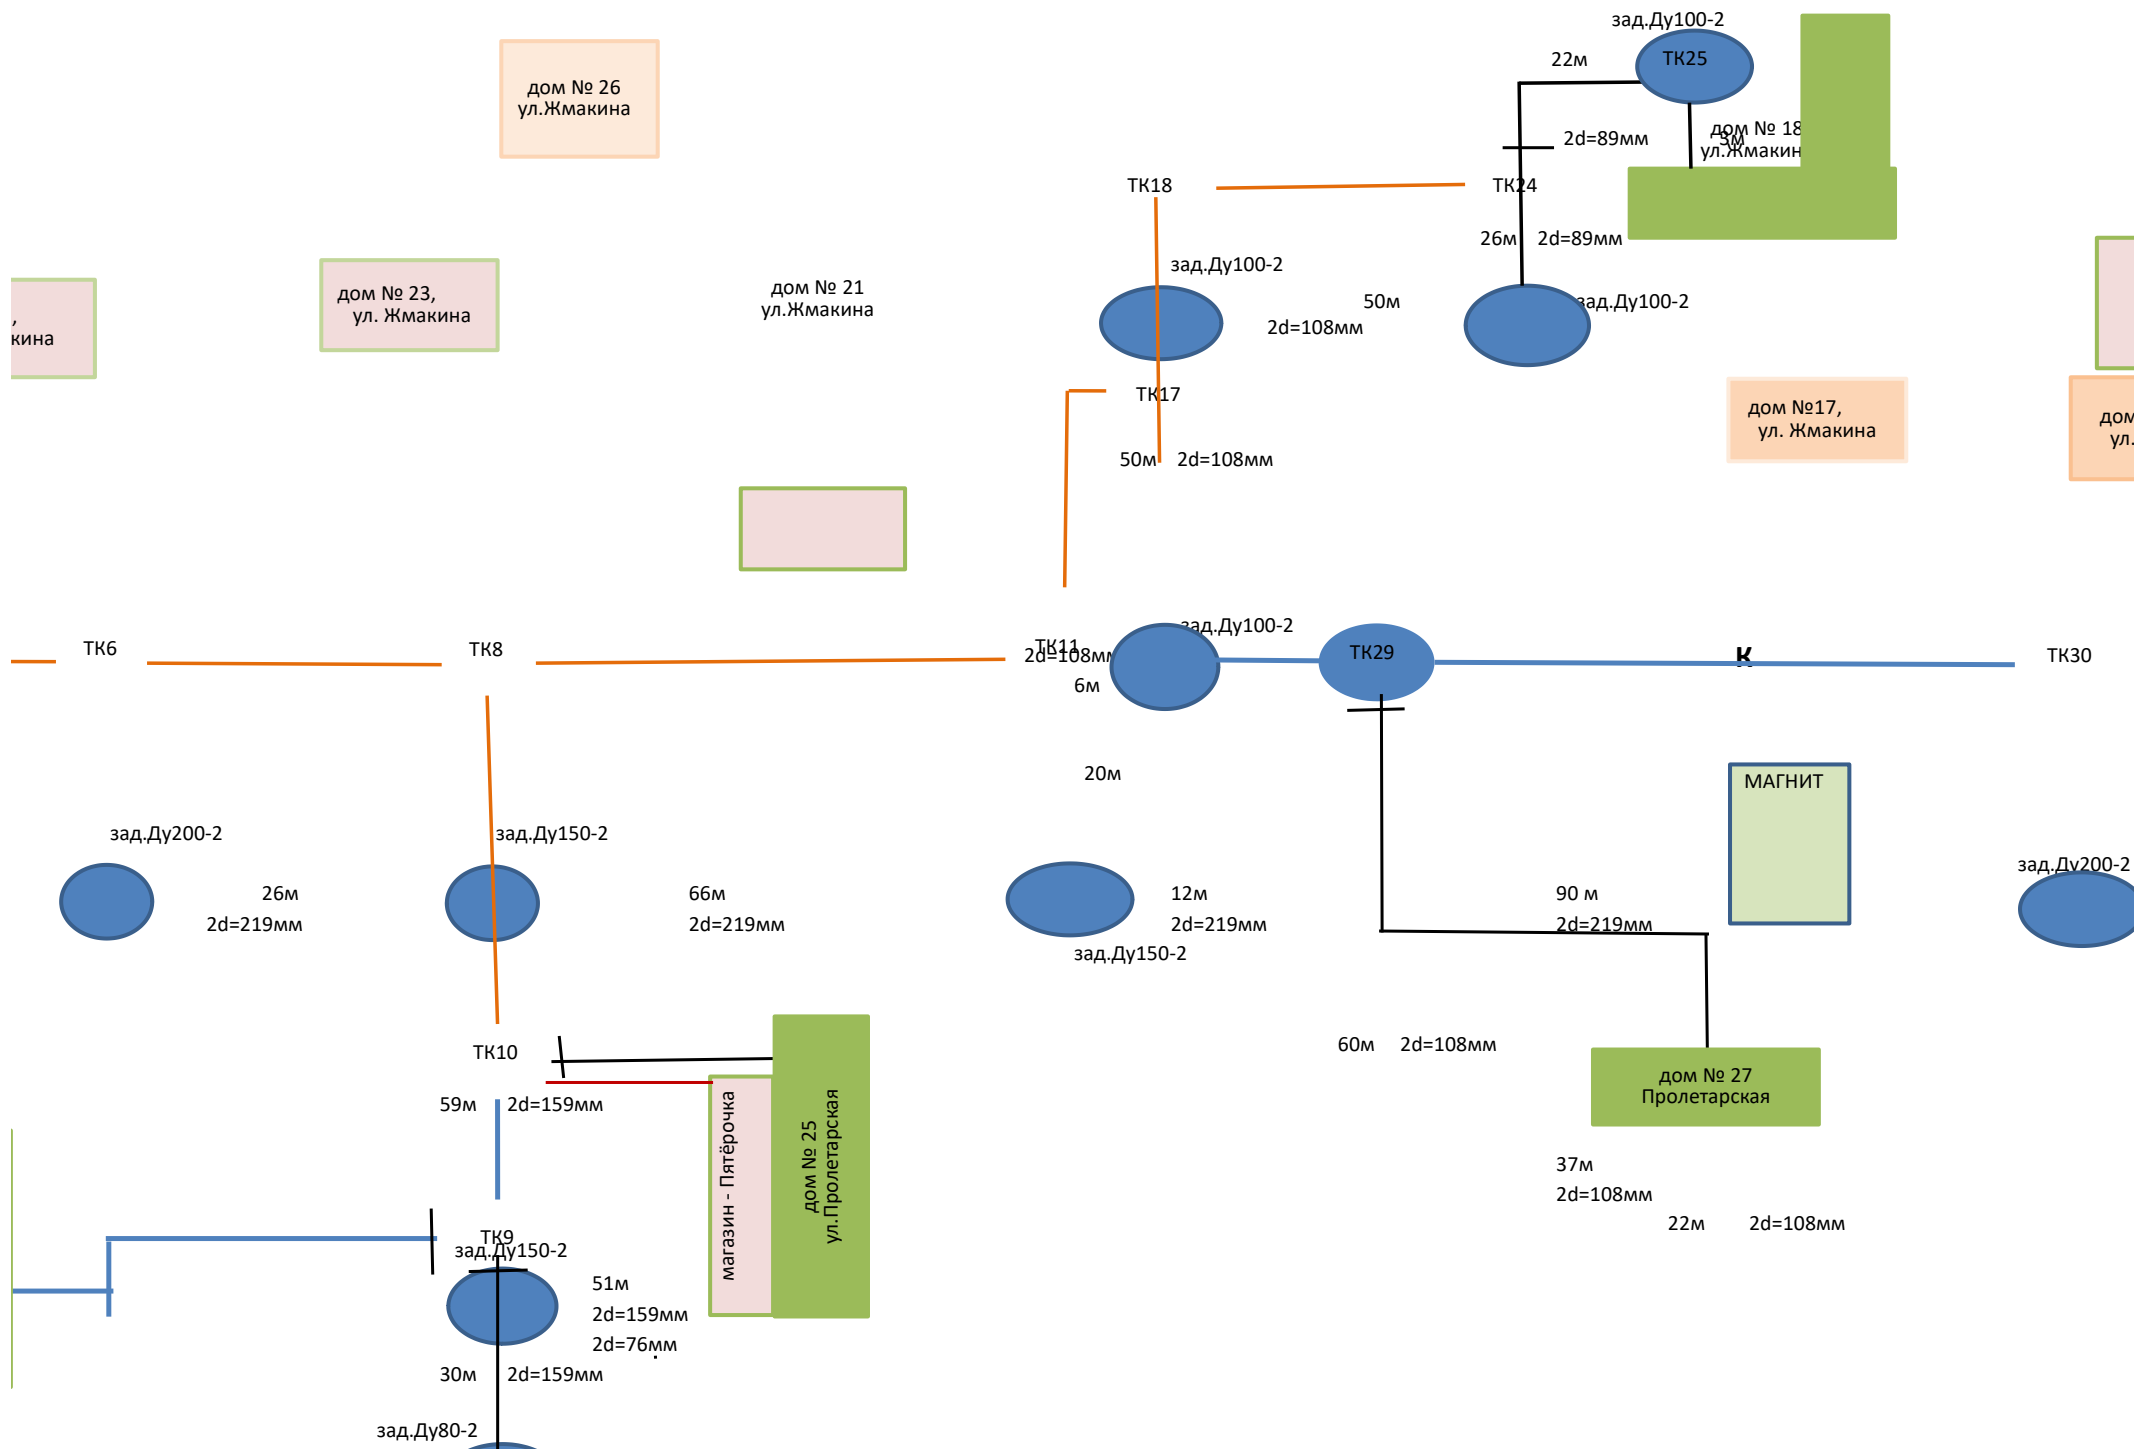 зад.Ду100-2
22м
ТК25
дом № 26
ул.Жмакина
2d=89мм
дом № 18
3м
ул.Жмакин
ТК18
ТК24
26м
2d=89мм
зад.Ду100-2
дом № 23,
ул. Жмакина
дом № 21
ул.Жмакина
50м
зад.Ду100-2
2d=108мм
,
кина
ТК17
дом №17,
ул. Жмакина
дом
ул.
50м
2d=108мм
зад.Ду100-2
ТК6
ТК8
ТК11
2d=108мм
6м
ТК29
К
ТК30
20м
МАГНИТ
зад.Ду200-2
зад.Ду150-2
зад.Ду200-2
26м
2d=219мм
66м
2d=219мм
12м
2d=219мм
зад.Ду150-2
90 м
2d=219мм
ТК10
60м
2d=108мм
дом № 27
Пролетарская
59м
2d=159мм
магазин - Пятёрочка
дом № 25
ул.Пролетарская
37м
2d=108мм
22м
2d=108мм
ТК9
зад.Ду150-2
51м
2d=159мм
2d=76мм
.
30м
2d=159мм
зад.Ду80-2